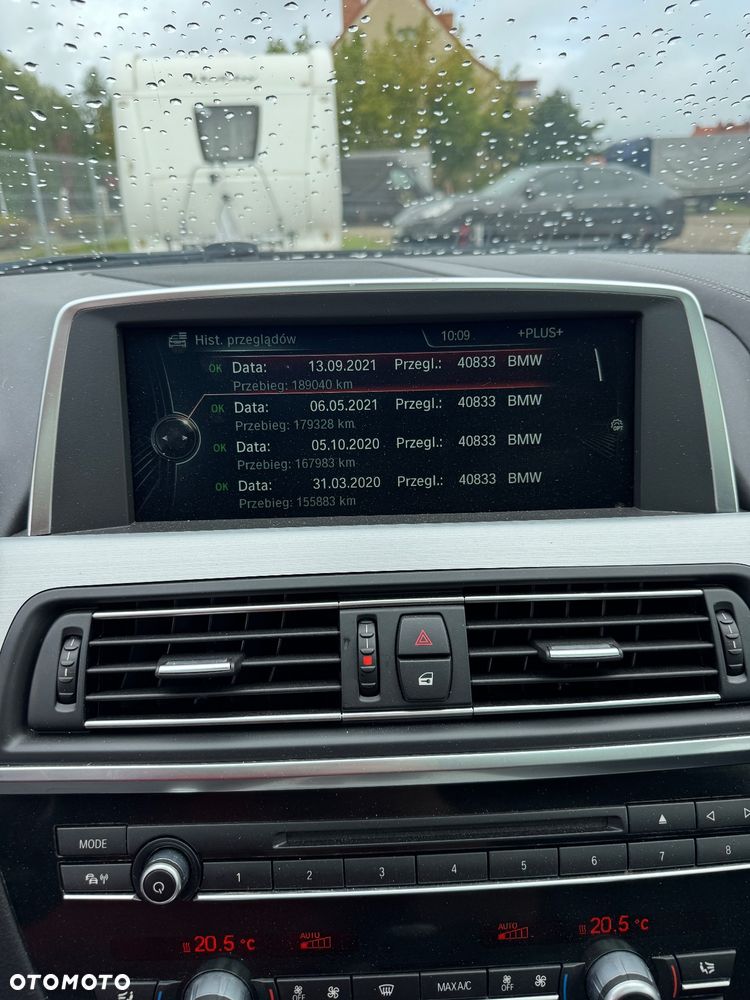 Hist. przeglądów 10:09 +PLUS+
OK Data: 13.09.2021 Przegl.: 40833 BMW
Przebieg: 189040 km
OK Data: 06.05.2021 Przegl.: 40833 BMW
Przebieg: 179328 km
OK Data: 05.10.2020 Przegl.: 40833 BMW
Przebieg: 167983 km
OK Data: 31.03.2020 Przegl.: 40833 BMW
Przebieg: 155883 km
OPT
MODE
1 2 3 4 5 6 7 8
20.5 °C AUTO AUTO 20.5 °C
OFF MAX A/C OFF
OTOMOTO